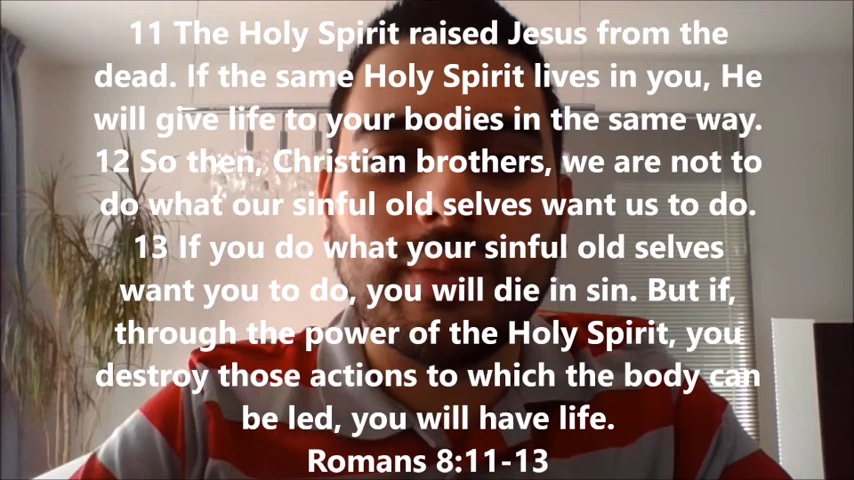 11 The Holy Spirit raised Jesus from the
dead. If the same Holy Spirit lives in you, He
will give life to your bodies in the same way.
12 So then, Christian brothers, we are not to
do what our sinful old selves want us to do.
13 If you do what your sinful old selves
want you to do, you will die in sin. But if,
through the power of the Holy Spirit, you
destroy those actions to which the body can
be led, you will have life.
Romans 8:11-13